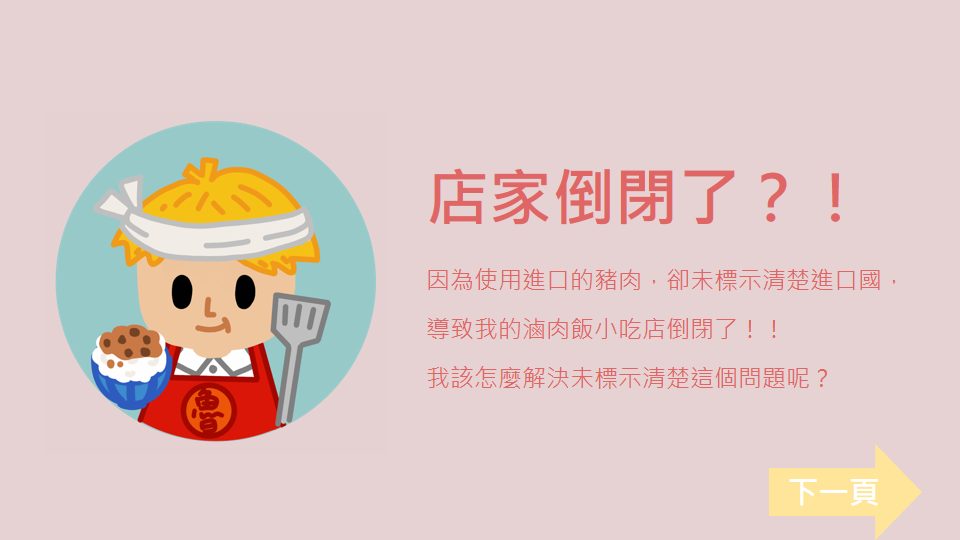 店家倒閉了？！
因為使用進口的豬肉，卻未標示清楚進口國，
導致我的滷肉飯小吃店倒閉了！！
我該怎麼解決未標示清楚這個問題呢？
下一頁